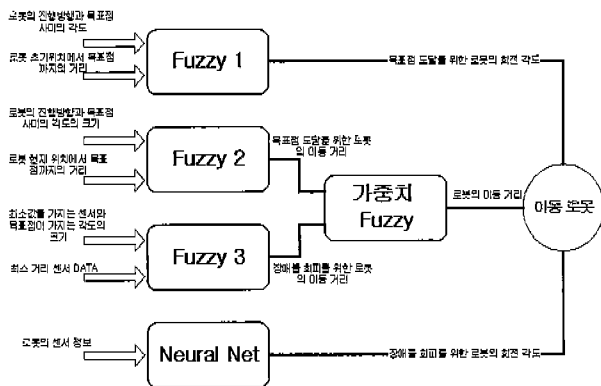 로봇의 진행방향과 목표점
사이의 각도
로봇 초기위치에서 목표점
까지의 거리
Fuzzy 1
목표점 도달를 위한 로봇의 회전 각도
로봇의 진행방향과 목표점
사이의 각도의 크기
로봇 현재 위치에서 목표
점까지의 거리
Fuzzy 2
목표점 도달를 위한 로봇
의 이동 거리
가중치
Fuzzy
로봇의 이동 거리
이동 로봇
최소값를 가지는 센서와
목표점이 가지는 각도의
크기
최소 거리 센서 DATA
Fuzzy 3
장애를 회피를 위한 로봇
의 이동 거리
로봇의 센서 정보
Neural Net
장애를 회피를 위한 로봇의 회전 각도